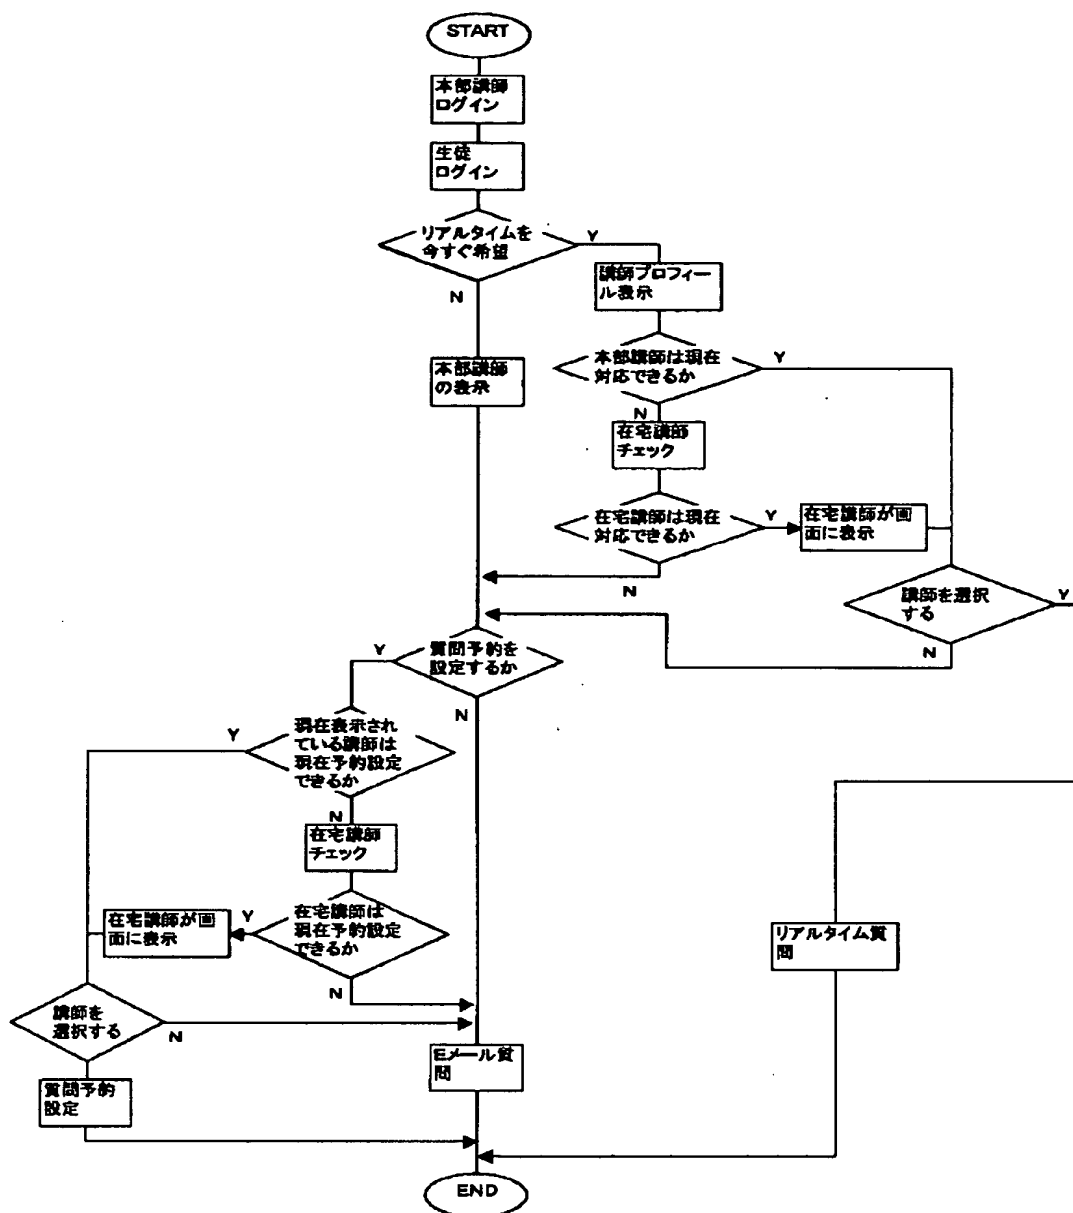 START
本部講師
ログイン
生徒
ログイン
リアルタイムを
今すぐ希望
Y
N
講師プロフィー
ル表示
本部講師
の表示
本部講師は現在
対応できるか
Y
N
在宅講師
チェック
在宅講師は現在
対応できるか
Y
在宅講師が画
面に表示
N
講師を選択
する
Y
N
質問予約を
設定するか
Y
N
現在表示され
ている講師は
現在予約設定
できるか
Y
N
在宅講師
チェック
在宅講師は
現在予約設定
できるか
Y
在宅講師が画
面に表示
N
リアルタイム質
問
講師を
選択する
N
Eメール質
問
質問予約
設定
END